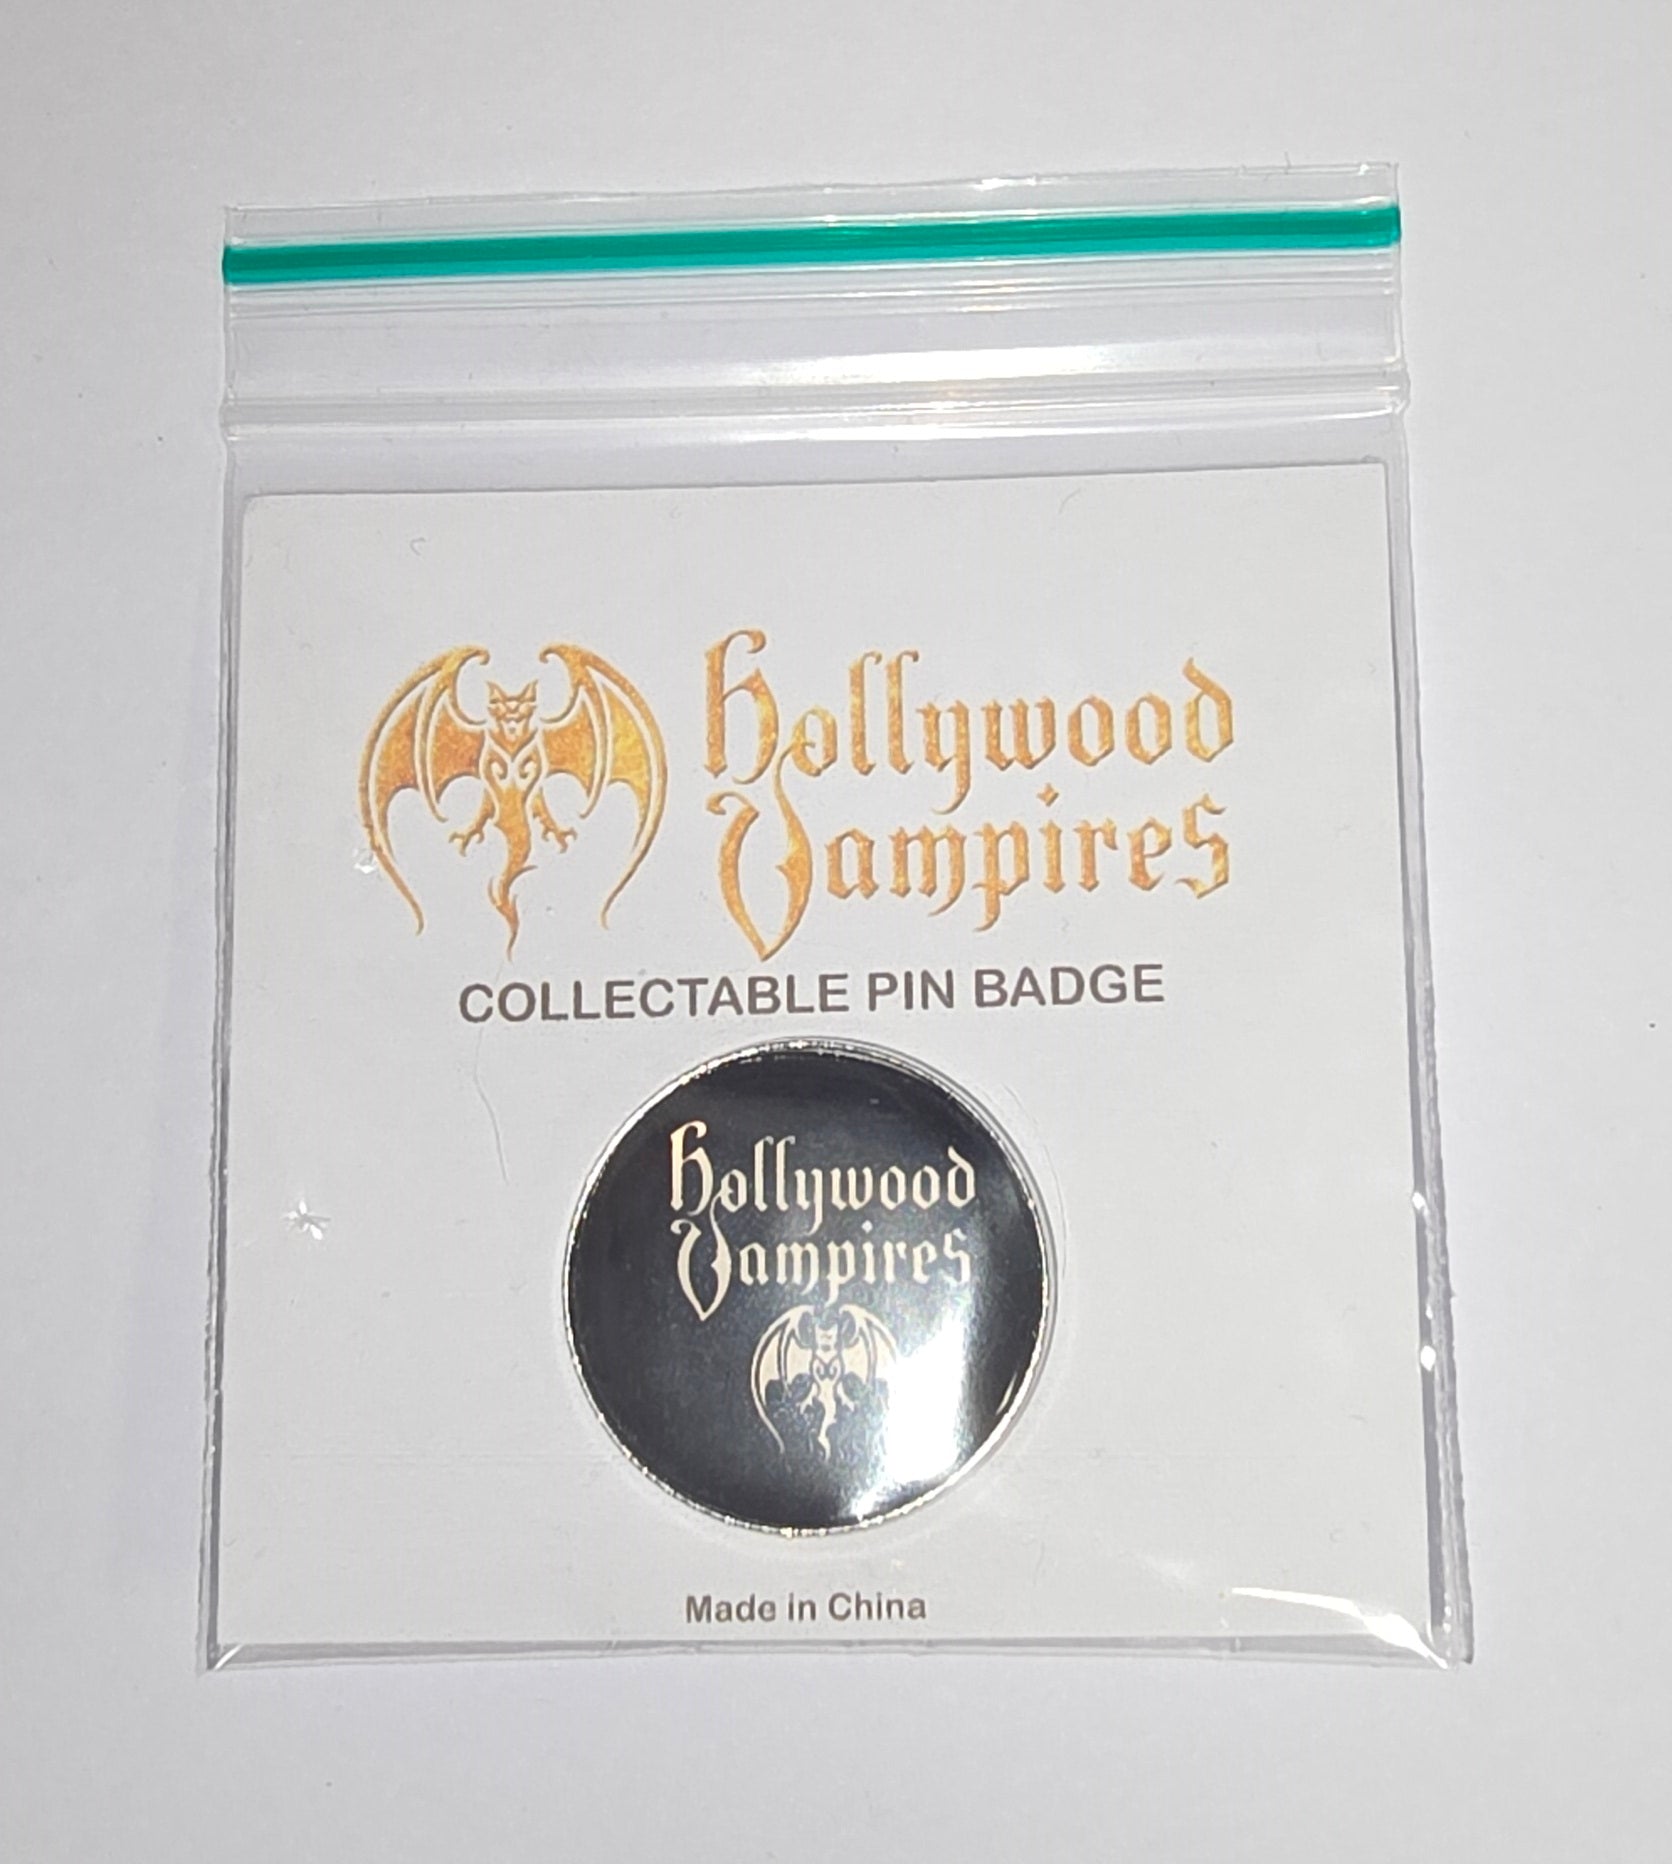 Hollywood
Vampires
COLLECTABLE PIN BADGE
Hollywood
Vampires
Made in China